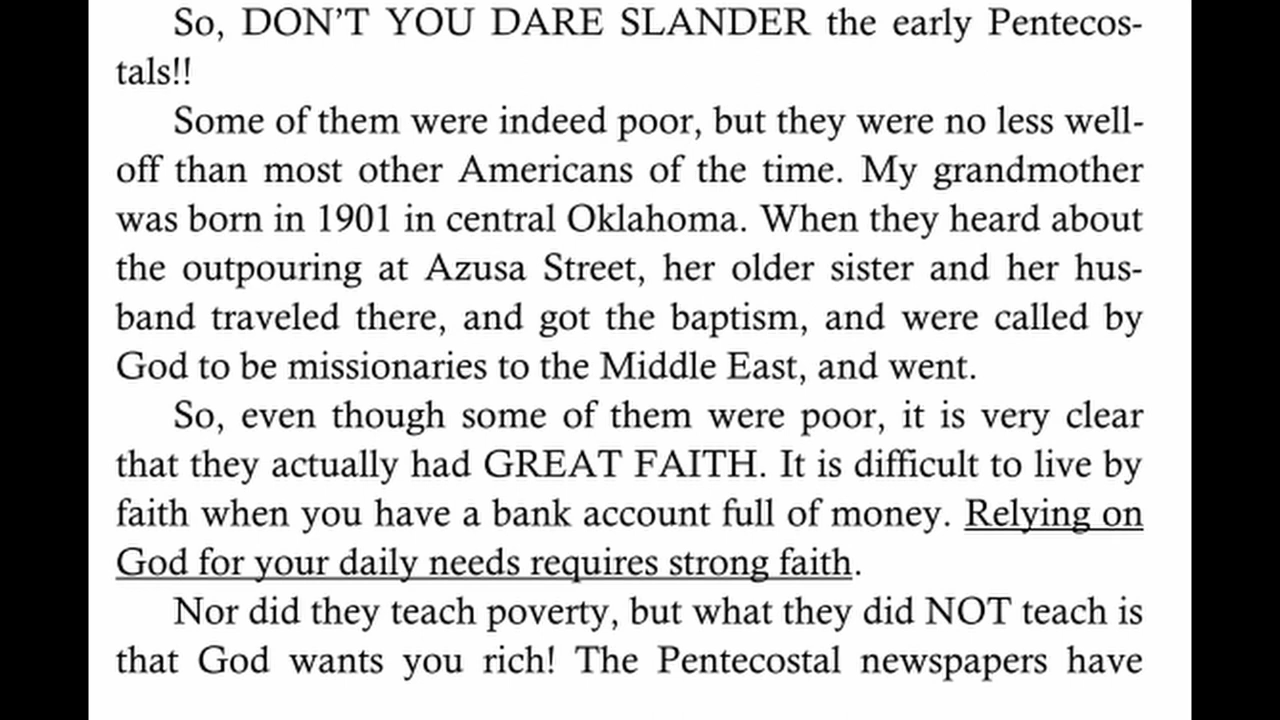 So, DON’T YOU DARE SLANDER the early Pentecos-
tals!!
Some of them were indeed poor, but they were no less well-
off than most other Americans of the time. My grandmother
was born in 1901 in central Oklahoma. When they heard about
the outpouring at Azusa Street, her older sister and her hus-
band traveled there, and got the baptism, and were called by
God to be missionaries to the Middle East, and went.
So, even though some of them were poor, it is very clear
that they actually had GREAT FAITH. It is difficult to live by
faith when you have a bank account full of money. Relying on
God for your daily needs requires strong faith.
Nor did they teach poverty, but what they did NOT teach is
that God wants you rich! The Pentecostal newspapers have